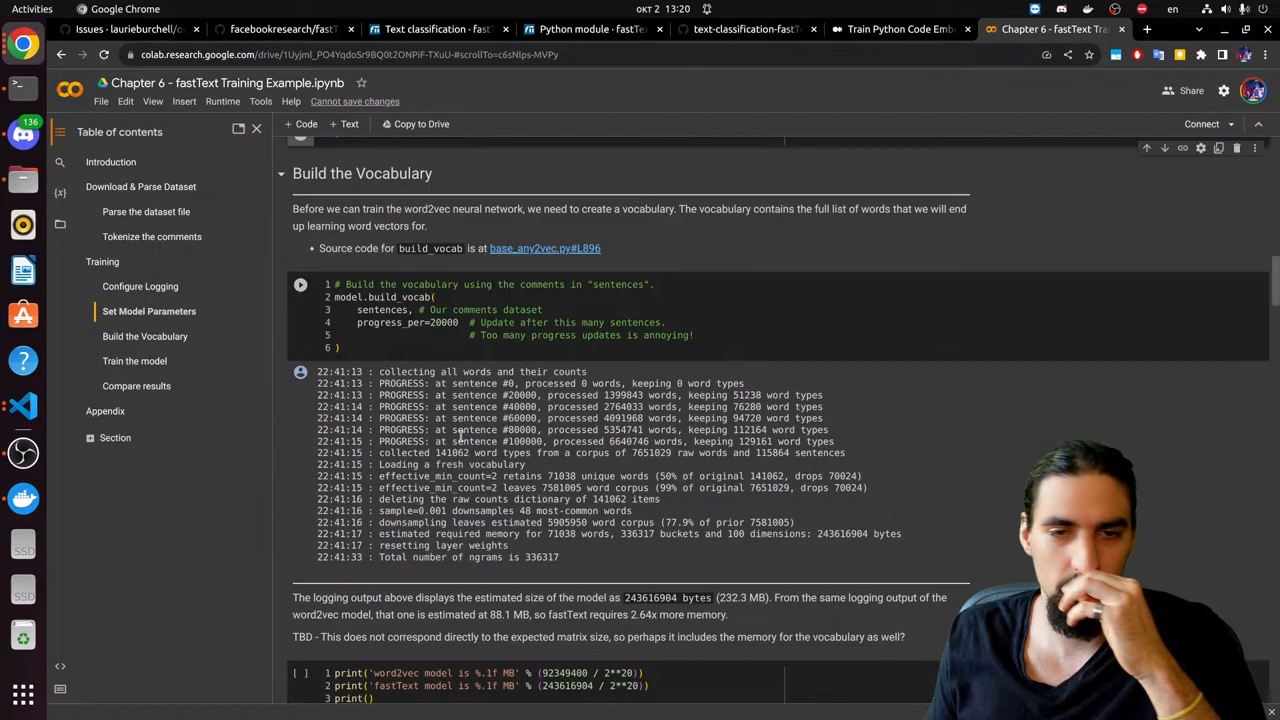 Activities
Google Chrome
окт 2 13:20
en
Issues · lauriebur­chell/op
facebookresearch/fastT
Text classification · fast
Python module · fastTex
text-classification-fastT
Train Python Code Emb
Chapter 6 - fastText Trai
colab.research.google.com/drive/1Uyjml_PO4YqdoSr9BQ0t2ONPiF-TXuU-#scrollTo=c6sNlps-MVPy
Chapter 6 - fastText Training Example.ipynb
File Edit View Insert Runtime Tools Help Cannot save changes
Share
136
Table of contents
+ Code + Text Copy to Drive
Connect
Introduction
Download & Parse Dataset
Parse the dataset file
Tokenize the comments
Training
Configure Logging
Set Model Parameters
Build the Vocabulary
Train the model
Compare results
Appendix
Section
SSD
SSD
Build the Vocabulary
Before we can train the word2vec neural network, we need to create a vocabulary. The vocabulary contains the full list of words that we will end
up learning word vectors for.
• Source code for build_vocab is at base_any2vec.py#L896
1 # Build the vocabulary using the comments in "sentences".
2 model.build_vocab(
3 sentences, # Our comments dataset
4 progress_per=20000 # Update after this many sentences.
5 # Too many progress updates is annoying!
6 )
22:41:13 : collecting all words and their counts
22:41:13 : PROGRESS: at sentence #0, processed 0 words, keeping 0 word types
22:41:13 : PROGRESS: at sentence #20000, processed 1399843 words, keeping 51238 word types
22:41:14 : PROGRESS: at sentence #40000, processed 2764033 words, keeping 76280 word types
22:41:14 : PROGRESS: at sentence #60000, processed 4091968 words, keeping 94720 word types
22:41:14 : PROGRESS: at sentence #80000, processed 5354741 words, keeping 112164 word types
22:41:15 : PROGRESS: at sentence #100000, processed 6640746 words, keeping 129161 word types
22:41:15 : collected 141062 word types from a corpus of 7651029 raw words and 115864 sentences
22:41:15 : Loading a fresh vocabulary
22:41:15 : effective_min_count=2 retains 71038 unique words (50% of original 141062, drops 70024)
22:41:15 : effective_min_count=2 leaves 7581005 word corpus (99% of original 7651029, drops 70024)
22:41:16 : deleting the raw counts dictionary of 141062 items
22:41:16 : sample=0.001 downsamples 48 most-common words
22:41:16 : downsampling leaves estimated 5905950 word corpus (77.9% of prior 7581005)
22:41:17 : estimated required memory for 71038 words, 336317 buckets and 100 dimensions: 243616904 bytes
22:41:17 : resetting layer weights
22:41:33 : Total number of ngrams is 336317
The logging output above displays the estimated size of the model as 243616904 bytes (232.3 MB). From the same logging output of the
word2vec model, that one is estimated at 88.1 MB, so fastText requires 2.64x more memory.
TBD - This does not correspond directly to the expected matrix size, so perhaps it includes the memory for the vocabulary as well?
[ ] 1 print('word2vec model is %.1f MB' % (92349400 / 2**20))
2 print('fastText model is %.1f MB' % (243616904 / 2**20))
3 print()